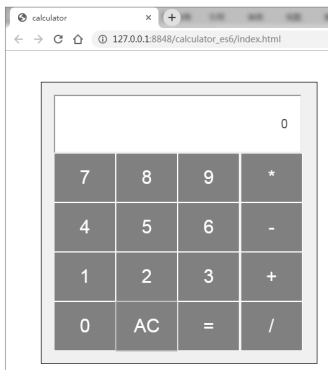 calculator
127.0.0.1:8848/calculator_es6/index.html
0
7 8 9 *
4 5 6 -
1 2 3 +
0 AC = /